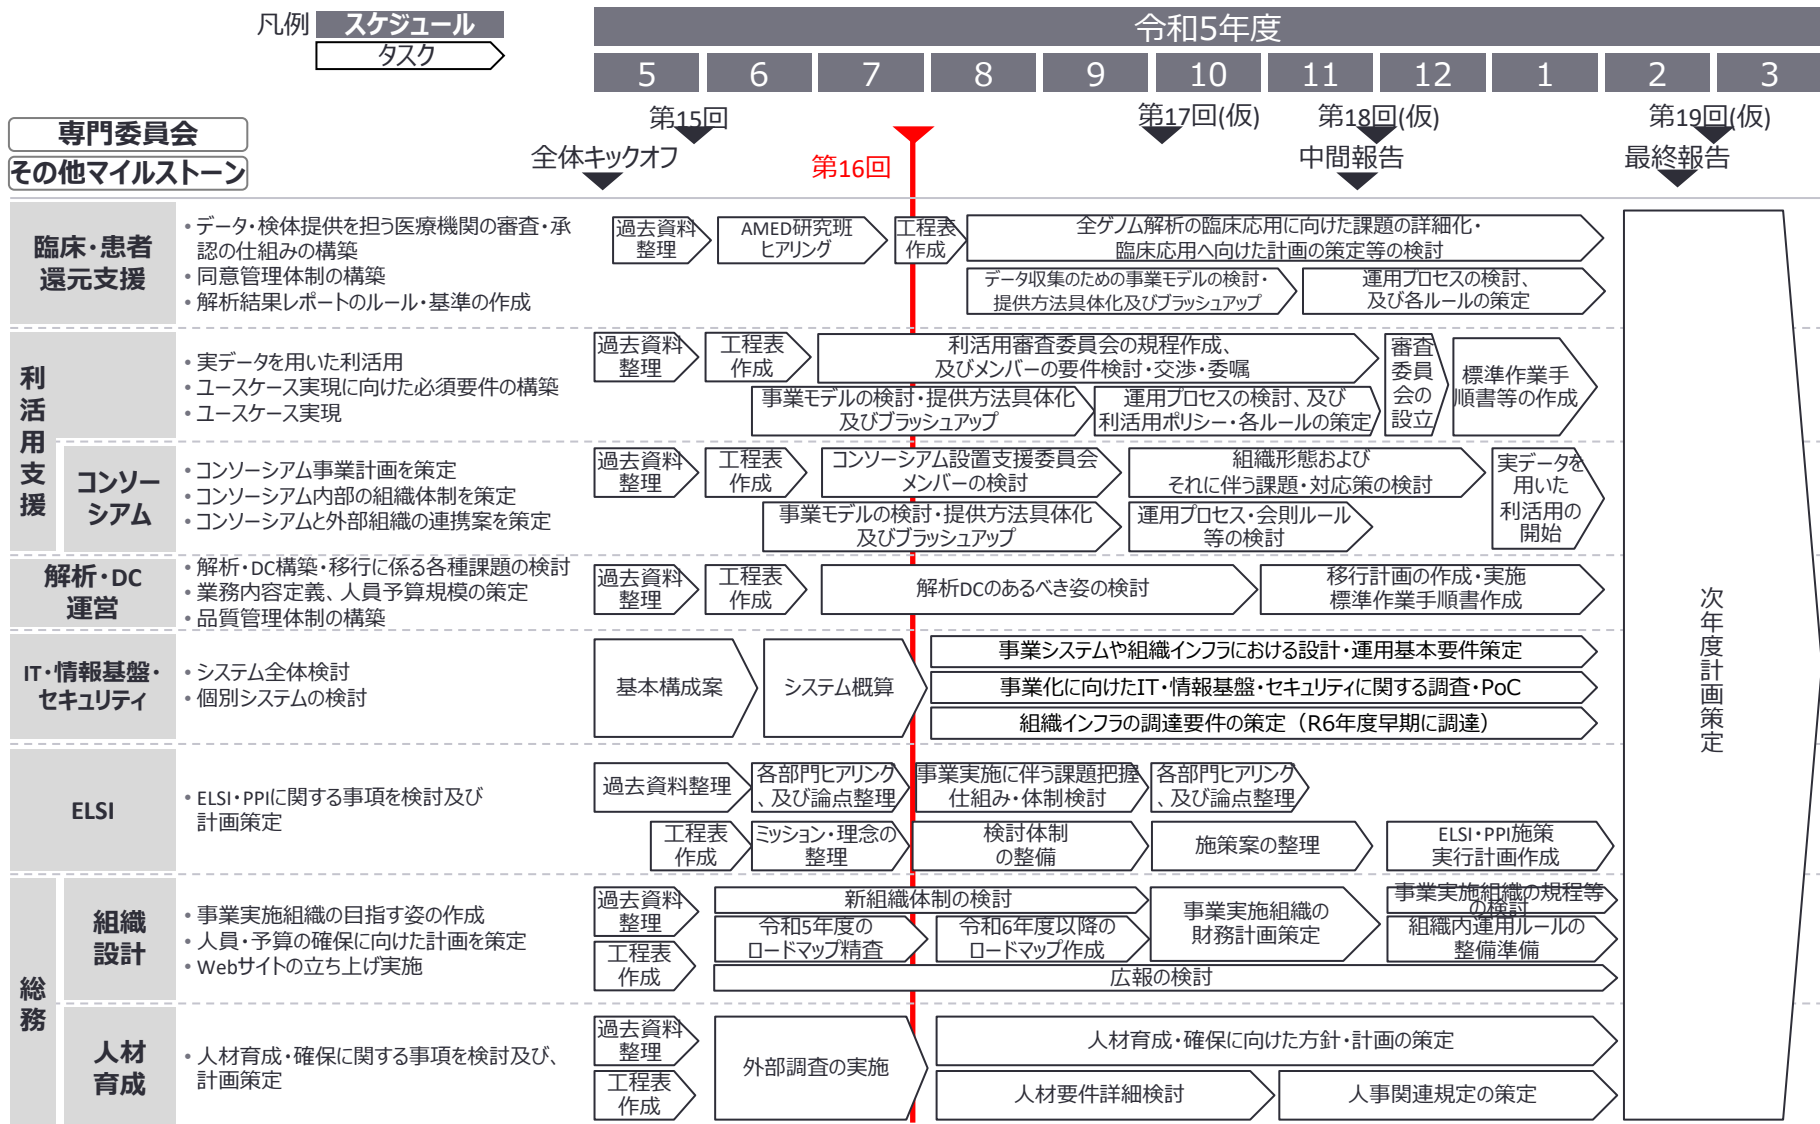 凡例
スケジュール
タスク
令和5年度
5 6 7 8 9 10 11 12 1 2 3
専門委員会
第15回
第16回
第17回(仮)
第18回(仮)
第19回(仮)
その他マイルストーン
全体キックオフ
中間報告
最終報告
臨床・患者
還元支援
・データ・検体提供を担う医療機関の審査・承
認の仕組みの構築
・同意管理体制の構築
・解析結果レポートのルール・基準の作成
過去資料
整理
AMED研究班
ヒアリング
工程表
作成
全ゲノム解析の臨床応用に向けた課題の詳細化・
臨床応用へ向けた計画の策定等の検討
データ収集のための事業モデルの検討・
提供方法具体化及びブラッシュアップ
運用プロセスの検討、
及び各ルールの策定
利活用支援
・実データを用いた利活用
・ユースケース実現に向けた必須要件の構築
・ユースケース実現
過去資料
整理
工程表
作成
利活用審査委員会の規程作成、
及びメンバーの要件検討・交渉・委嘱
事業モデルの検討・提供方法具体化
及びブラッシュアップ
運用プロセスの検討、及び
利活用ポリシー・各ルールの策定
審査
委員
会の
設立
標準作業手
順書等の作成
コンソー
シアム
・コンソーシアム事業計画を策定
・コンソーシアム内部の組織体制を策定
・コンソーシアムと外部組織の連携案を策定
過去資料
整理
工程表
作成
コンソーシアム設置支援委員会
メンバーの検討
事業モデルの検討・提供方法具体化
及びブラッシュアップ
組織形態および
それに伴う課題・対応策の検討
運用プロセス・会則ルール
等の検討
実データを
用いた
利活用の
開始
解析・DC
運営
・解析・DC構築・移行に係る各種課題の検討
・業務内容定義、人員予算規模の策定
・品質管理体制の構築
過去資料
整理
工程表
作成
解析DCのあるべき姿の検討
移行計画の作成・実施
標準作業手順書作成
IT・情報基盤・
セキュリティ
・システム全体検討
・個別システムの検討
基本構成案
システム概算
事業システムや組織インフラにおける設計・運用基本要件策定
事業化に向けたIT・情報基盤・セキュリティに関する調査・PoC
組織インフラの調達要件の策定（R6年度早期に調達）
ELSI
・ELSI・PPIに関する事項を検討及び
計画策定
過去資料整理
各部門ヒアリング
、及び論点整理
事業実施に伴う課題把握
仕組み・体制検討
各部門ヒアリング
、及び論点整理
工程表
作成
ミッション・理念の
整理
検討体制
の整備
施策案の整理
ELSI・PPI施策
実行計画作成
総務
組織
設計
・事業実施組織の目指す姿の作成
・人員・予算の確保に向けた計画を策定
・Webサイトの立ち上げ実施
過去資料
整理
工程表
作成
新組織体制の検討
令和5年度の
ロードマップ精査
令和6年度以降の
ロードマップ作成
事業実施組織の
財務計画策定
事業実施組織の規程等
の検討
組織内運用ルールの
整備準備
広報の検討
人材
育成
・人材育成・確保に関する事項を検討及び、
計画策定
過去資料
整理
工程表
作成
外部調査の実施
人材育成・確保に向けた方針・計画の策定
人材要件詳細検討
人事関連規定の策定
次年度計画策定